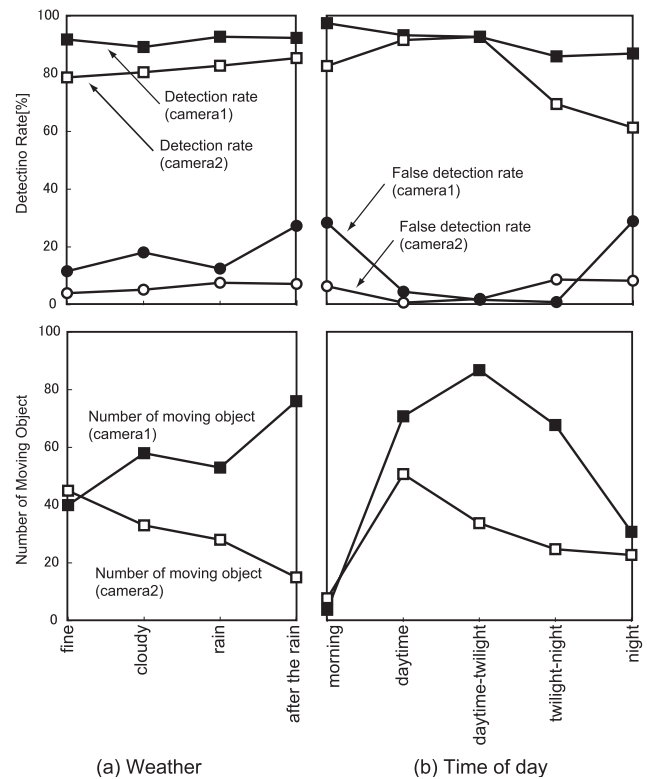 100
80
60
40
20
0
Detectino Rate[%]
Detection rate
(camera1)
Detection rate
(camera2)
False detection rate
(camera1)
False detection rate
(camera2)
100
80
60
40
20
0
Number of Moving Object
Number of moving object
(camera1)
Number of moving object
(camera2)
fine
cloudy
rain
after the rain
morning
daytime
daytime-twilight
twilight-night
night
(a) Weather
(b) Time of day